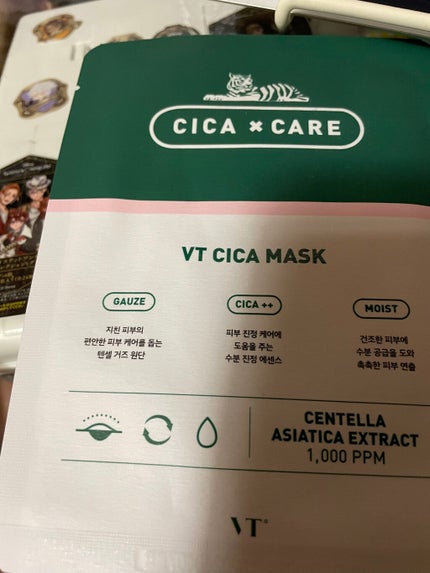 CICA × CARE
VT CICA MASK
GAUZE
지친 피부의
편안한 피부 케어를 돕는
텐셀 거즈 원단
CICA ++
피부 진정 케어에
도움을 주는
수분 진정 에센스
MOIST
건조한 피부에
수분 공급을 도와
촉촉한 피부 연출
CENTELLA
ASIATICA EXTRACT
1,000 PPM
VT®